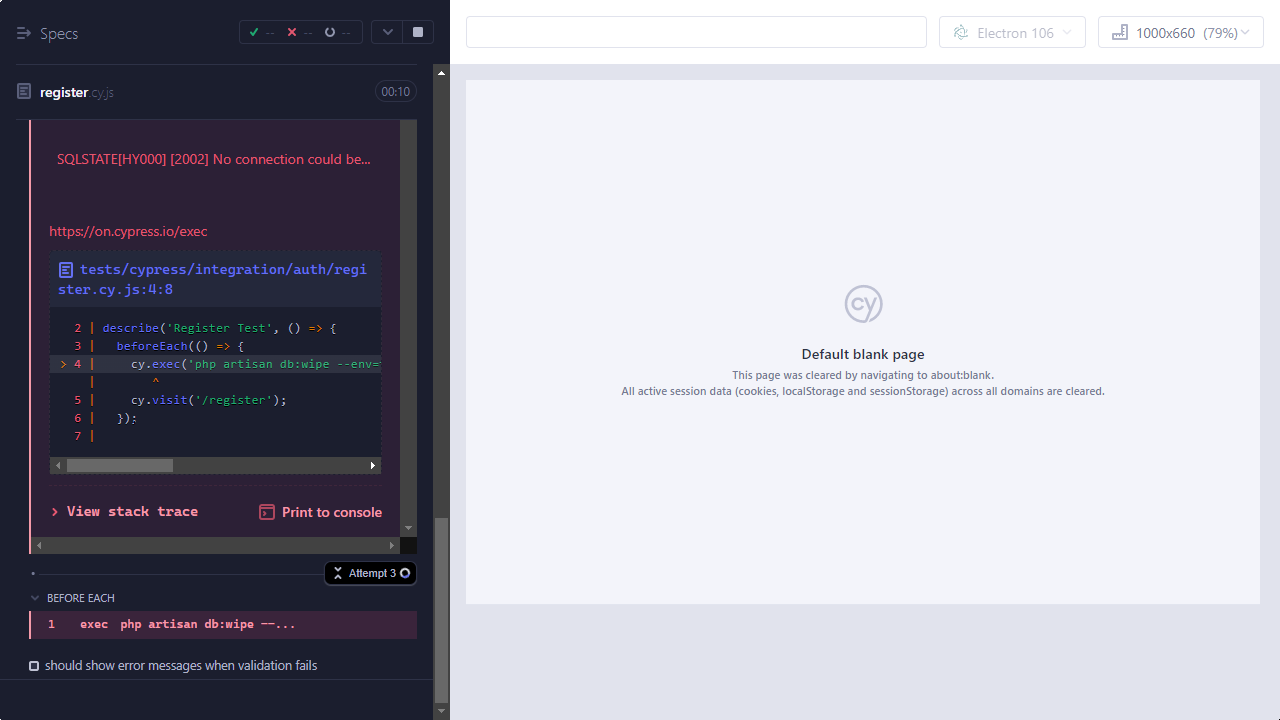 Specs
-- -- --
Electron 106
1000x660 (79%)
register.cy.js
00:10
SQLSTATE[HY000] [2002] No connection could be...
https://on.cypress.io/exec
tests/cypress/integration/auth/regi
ster.cy.js:4:8
2 | describe('Register Test', () => {
3 |   beforeEach(() => {
> 4 |     cy.exec('php artisan db:wipe --env=
|        ^
5 |     cy.visit('/register');
6 |   });
7 |
View stack trace
Print to console
Attempt 3
BEFORE EACH
1 exec php artisan db:wipe --...
should show error messages when validation fails
cy
Default blank page
This page was cleared by navigating to about:blank.
All active session data (cookies, localStorage and sessionStorage) across all domains are cleared.